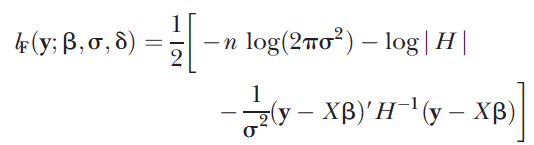 l_F(y; β, σ, δ) = 1/2 [ − n log(2πσ²) − log | H |
− 1/σ² (y − Xβ)′ H⁻¹ (y − Xβ) ]